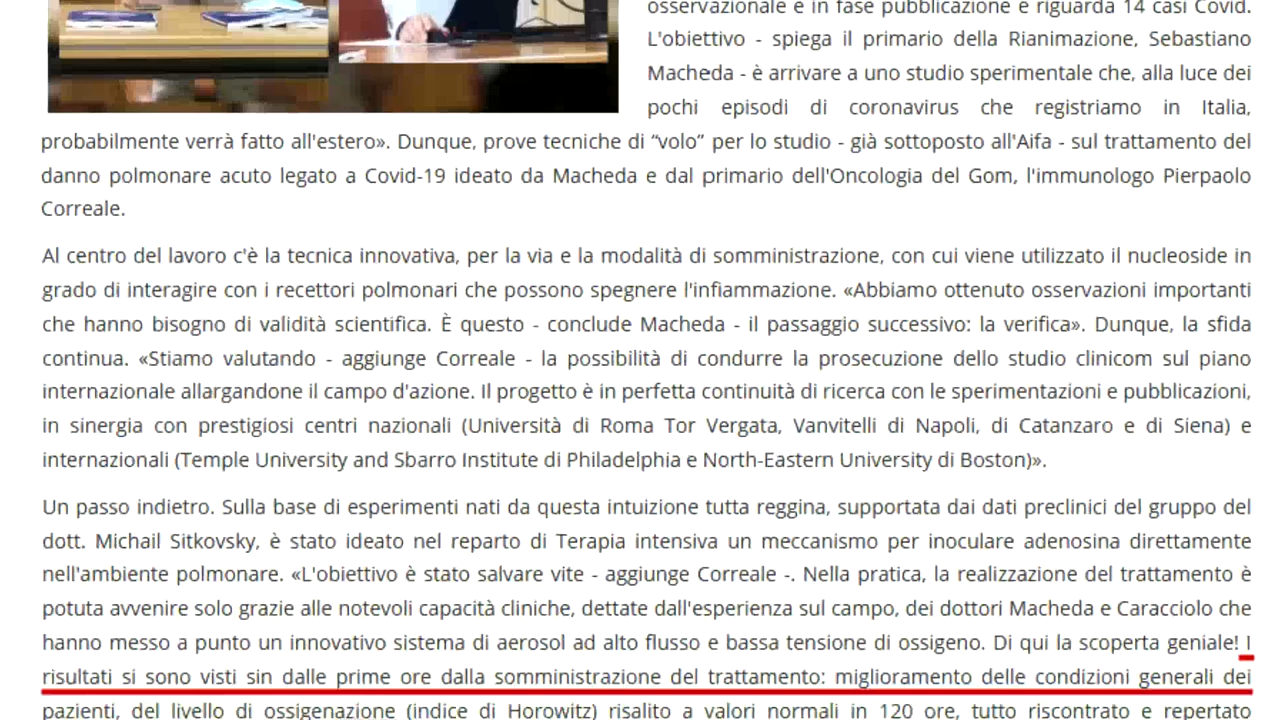 osservazionale è in fase pubblicazione e riguarda 14 casi Covid.
L'obiettivo - spiega il primario della Rianimazione, Sebastiano
Macheda - è arrivare a uno studio sperimentale che, alla luce dei
pochi episodi di coronavirus che registriamo in Italia,
probabilmente verrà fatto all'estero». Dunque, prove tecniche di “volo” per lo studio - già sottoposto all'Aifa - sul trattamento del
danno polmonare acuto legato a Covid-19 ideato da Macheda e dal primario dell'Oncologia del Gom, l'immunologo Pierpaolo
Correale.
Al centro del lavoro c'è la tecnica innovativa, per la via e la modalità di somministrazione, con cui viene utilizzato il nucleoside in
grado di interagire con i recettori polmonari che possono spegnere l'infiammazione. «Abbiamo ottenuto osservazioni importanti
che hanno bisogno di validità scientifica. È questo - conclude Macheda - il passaggio successivo: la verifica». Dunque, la sfida
continua. «Stiamo valutando - aggiunge Correale - la possibilità di condurre la prosecuzione dello studio clinicom sul piano
internazionale allargandone il campo d'azione. Il progetto è in perfetta continuità di ricerca con le sperimentazioni e pubblicazioni,
in sinergia con prestigiosi centri nazionali (Università di Roma Tor Vergata, Vanvitelli di Napoli, di Catanzaro e di Siena) e
internazionali (Temple University and Sbarro Institute di Philadelphia e North-Eastern University di Boston)».
Un passo indietro. Sulla base di esperimenti nati da questa intuizione tutta reggina, supportata dai dati preclinici del gruppo del
dott. Michail Sitkovsky, è stato ideato nel reparto di Terapia intensiva un meccanismo per inoculare adenosina direttamente
nell'ambiente polmonare. «L'obiettivo è stato salvare vite - aggiunge Correale -. Nella pratica, la realizzazione del trattamento è
potuta avvenire solo grazie alle notevoli capacità cliniche, dettate dall'esperienza sul campo, dei dottori Macheda e Caracciolo che
hanno messo a punto un innovativo sistema di aerosol ad alto flusso e bassa tensione di ossigeno. Di qui la scoperta geniale! I
risultati si sono visti sin dalle prime ore dalla somministrazione del trattamento: miglioramento delle condizioni generali dei
pazienti, del livello di ossigenazione (indice di Horowitz) risalito a valori normali in 120 ore, tutto riscontrato e repertato